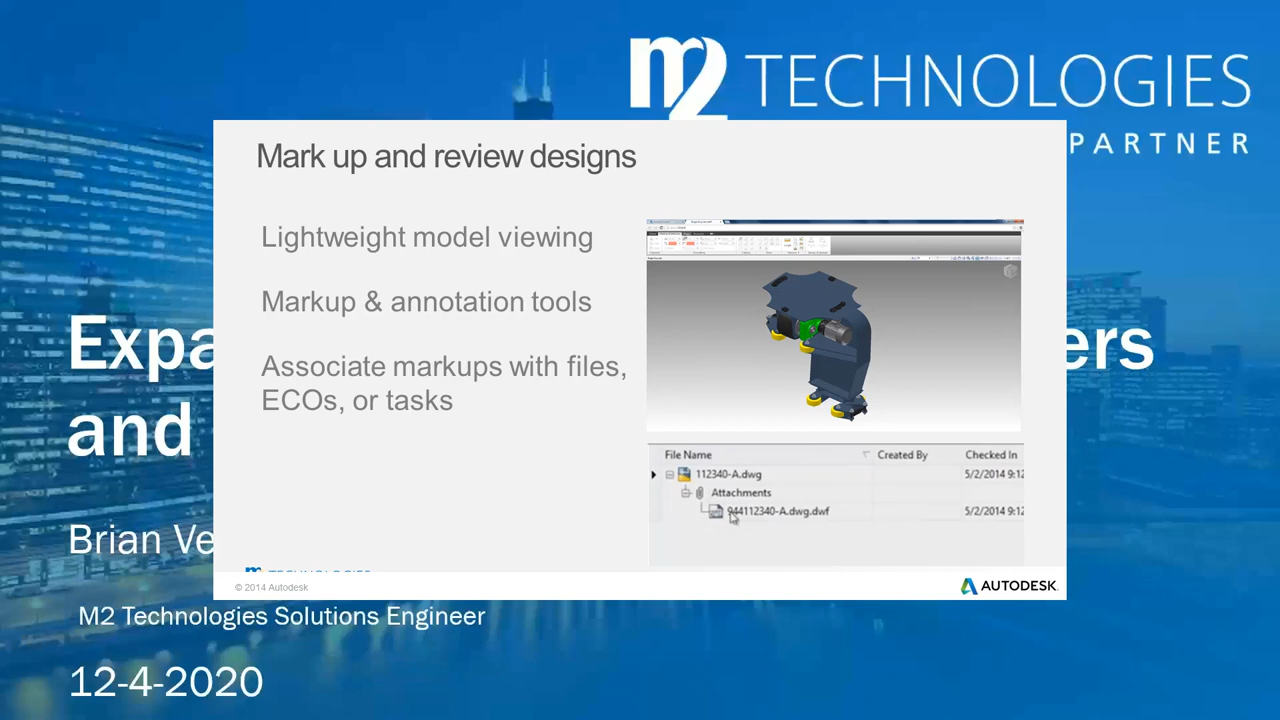 m2 TECHNOLOGIES
PARTNER
Mark up and review designs
Lightweight model viewing
Markup & annotation tools
Associate markups with files,
ECOs, or tasks
File Name Created By Checked In
112340-A.dwg 5/2/2014 9:12
Attachments
944112340-A.dwg.dwf 5/2/2014 9:12
© 2014 Autodesk
AUTODESK.
Expa
ers
and
Brian Ve
M2 Technologies Solutions Engineer
12-4-2020